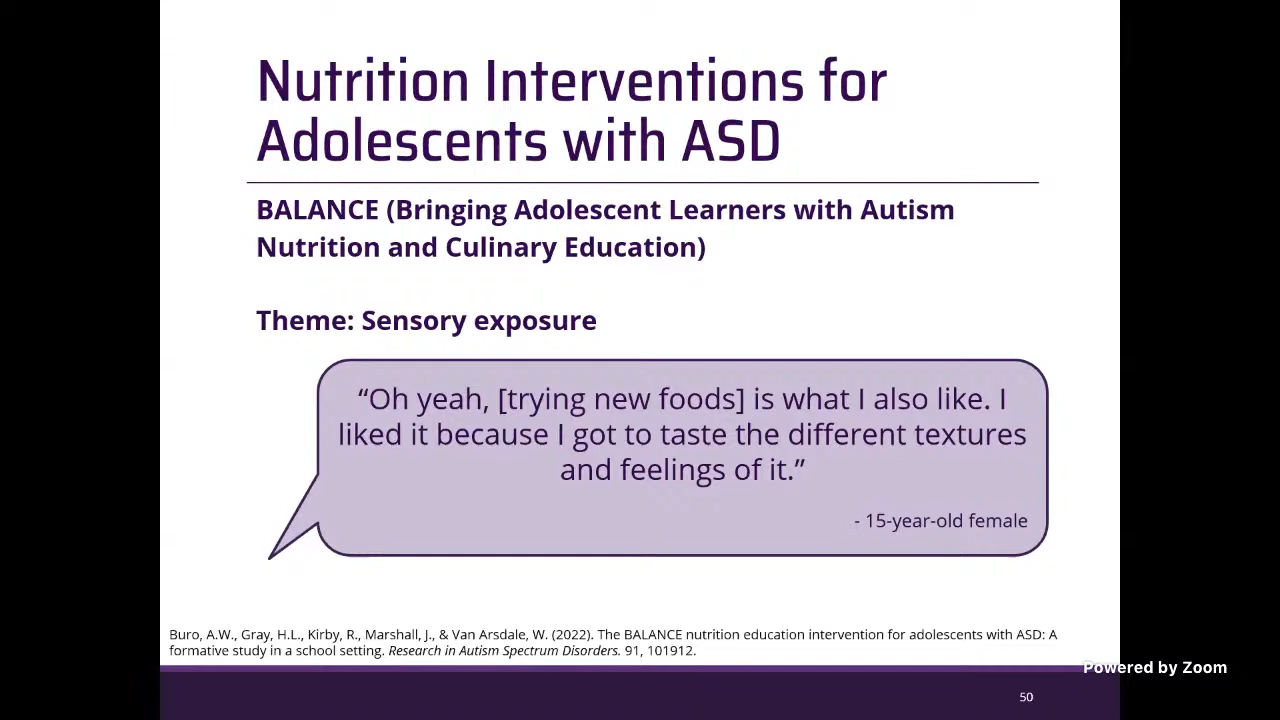 Nutrition Interventions for
Adolescents with ASD
BALANCE (Bringing Adolescent Learners with Autism
Nutrition and Culinary Education)
Theme: Sensory exposure
“Oh yeah, [trying new foods] is what I also like. I
liked it because I got to taste the different textures
and feelings of it.”
- 15-year-old female
Buro, A.W., Gray, H.L., Kirby, R., Marshall, J., & Van Arsdale, W. (2022). The BALANCE nutrition education intervention for adolescents with ASD: A
formative study in a school setting. Research in Autism Spectrum Disorders. 91, 101912.
Powered by Zoom
50